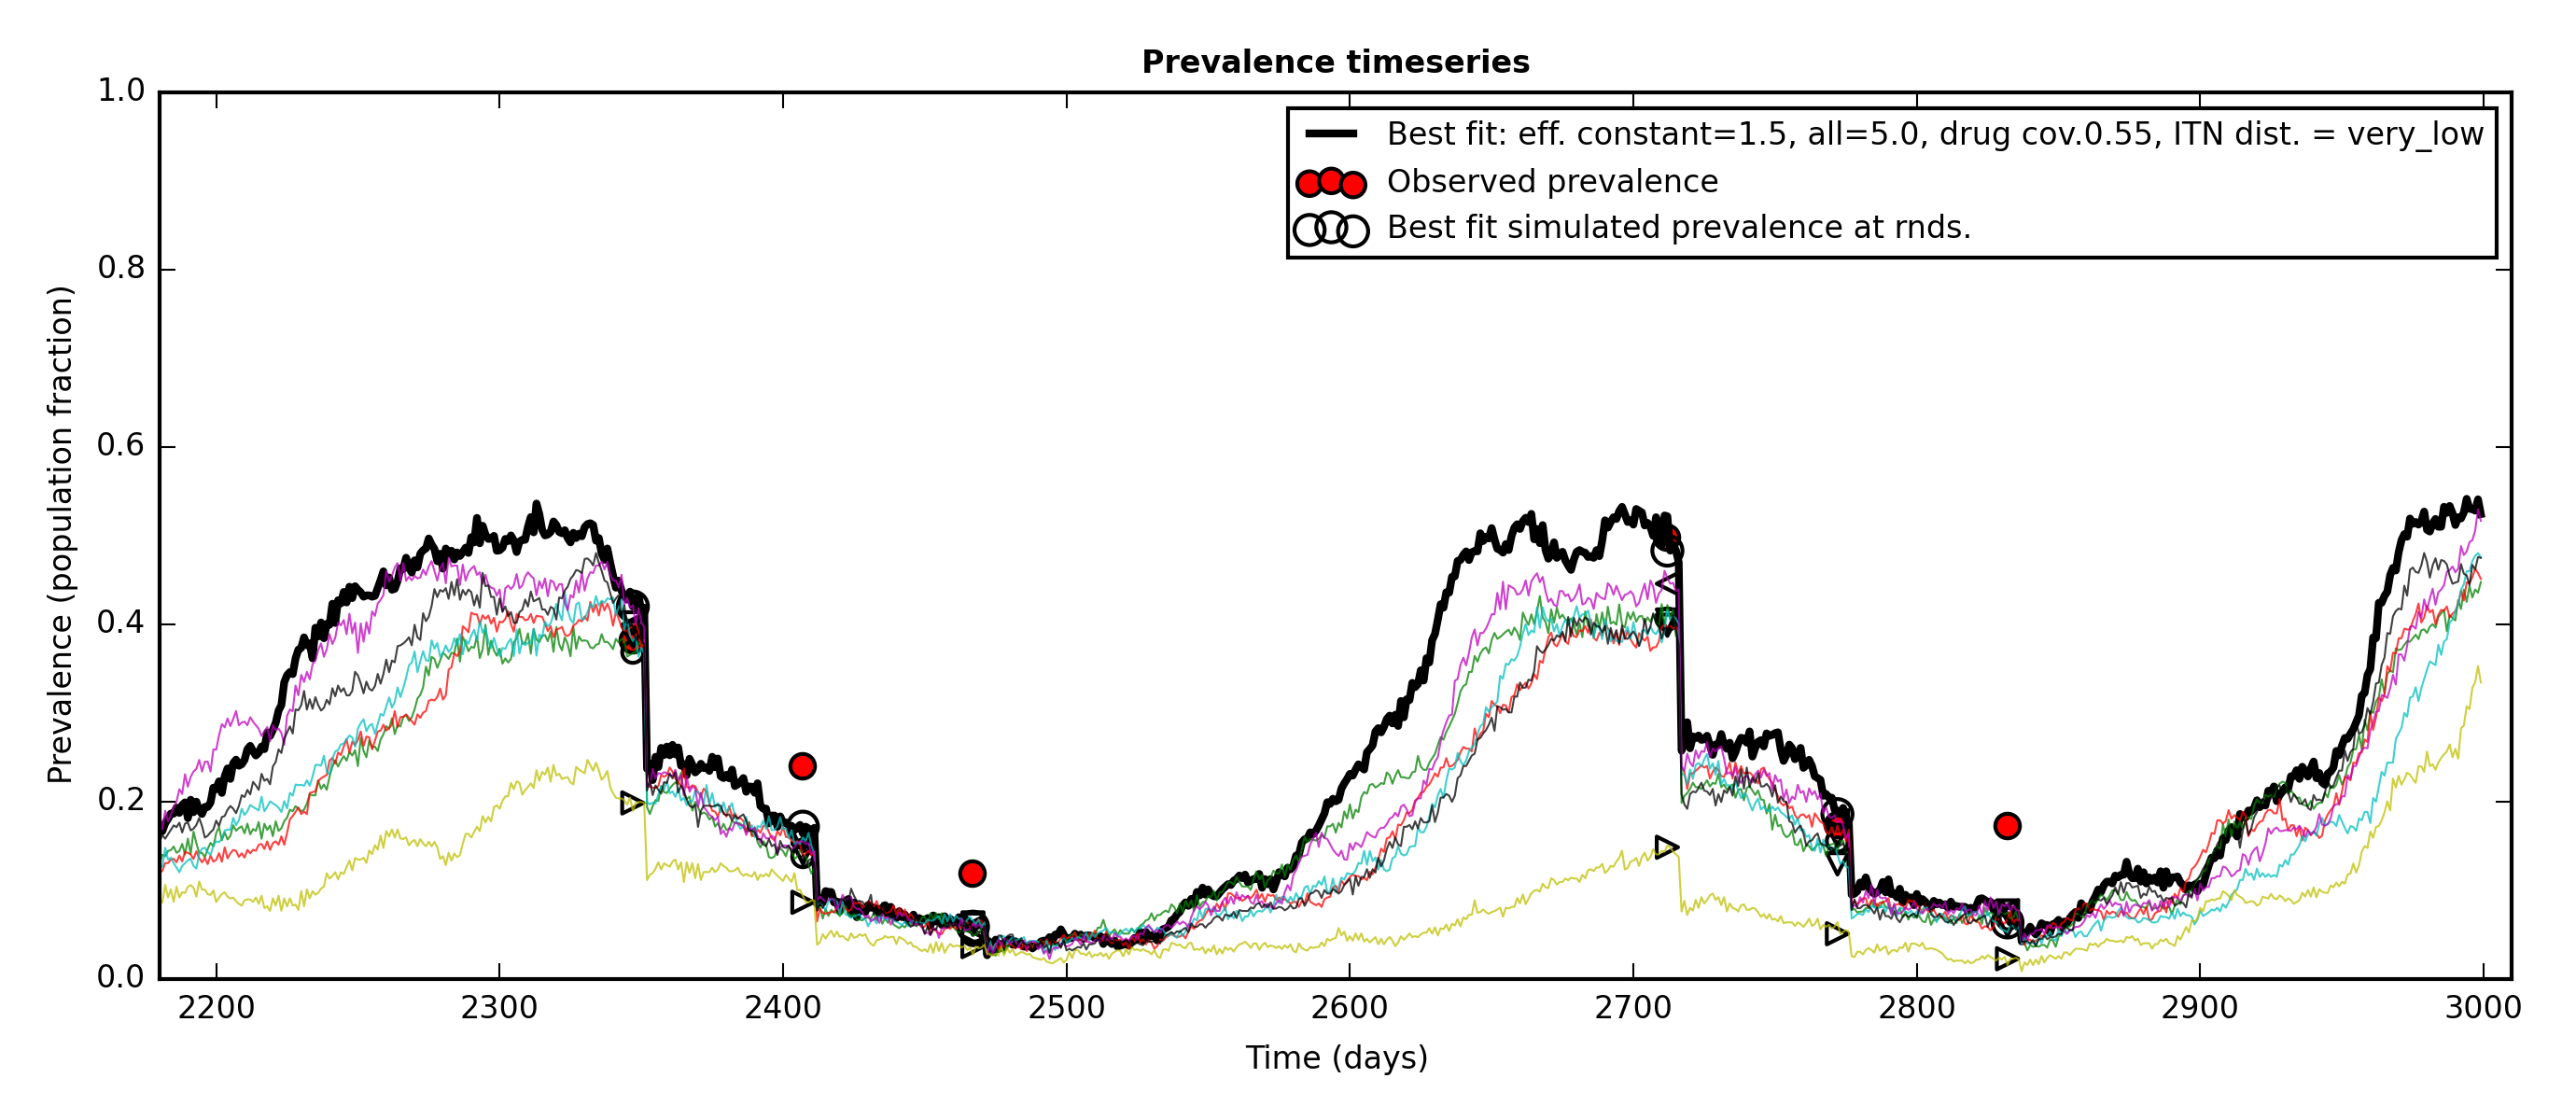 Prevalence timeseries
1.0
0.8
0.6
0.4
0.2
0.0
Prevalence (population fraction)
Best fit: eff. constant=1.5, all=5.0, drug cov.0.55, ITN dist. = very_low
Observed prevalence
Best fit simulated prevalence at rnds.
2200 2300 2400 2500 2600 2700 2800 2900 3000
Time (days)